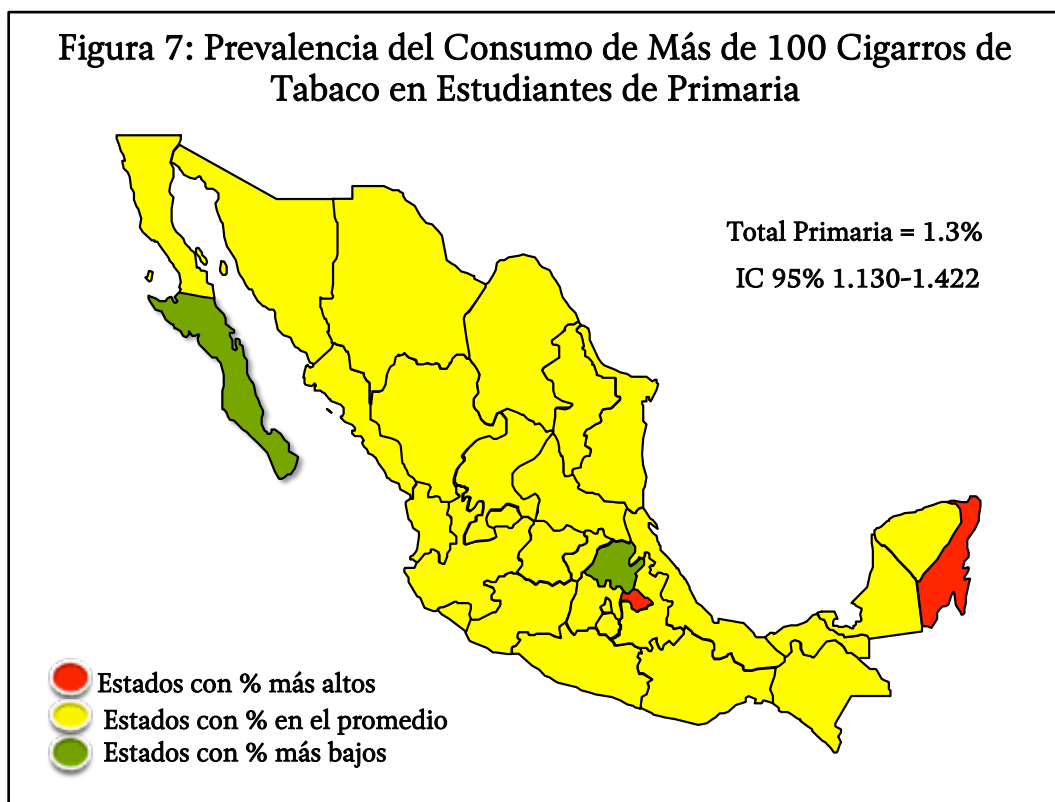 Figura 7: Prevalencia del Consumo de Más de 100 Cigarros de
Tabaco en Estudiantes de Primaria
Total Primaria = 1.3%
IC 95% 1.130-1.422
Estados con % más altos
Estados con % en el promedio
Estados con % más bajos